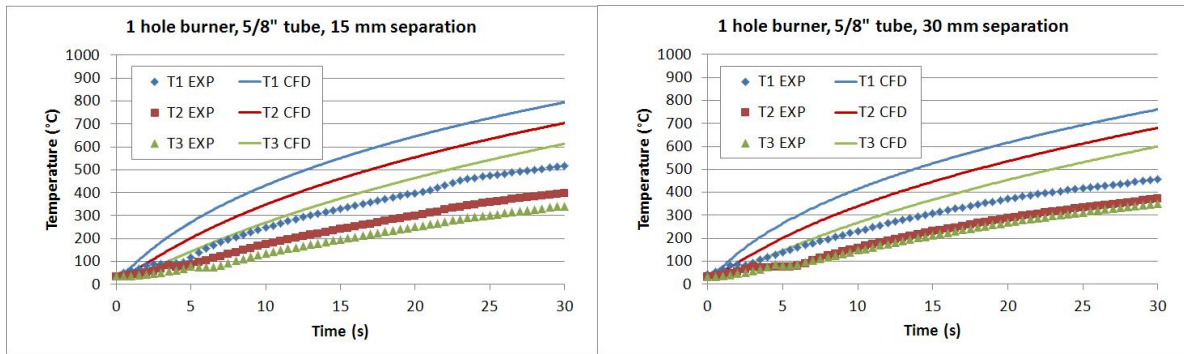 1 hole burner, 5/8" tube, 15 mm separation
1000
900
800
700
600
500
400
300
200
100
0
Temperature (°C)
T1 EXP T1 CFD
T2 EXP T2 CFD
T3 EXP T3 CFD
0 5 10 15 20 25 30
Time (s)
1 hole burner, 5/8" tube, 30 mm separation
1000
900
800
700
600
500
400
300
200
100
0
Temperature (°C)
T1 EXP T1 CFD
T2 EXP T2 CFD
T3 EXP T3 CFD
0 5 10 15 20 25 30
Time (s)